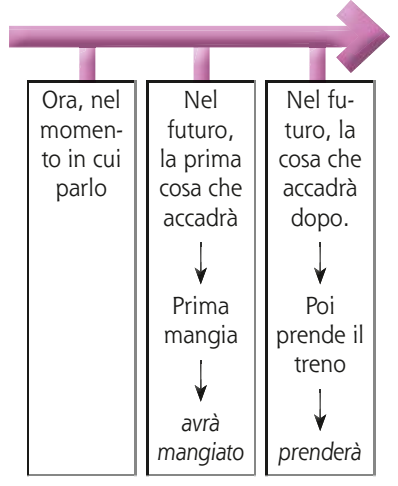 Ora, nel
momen-
to in cui
parlo
Nel
futuro,
la prima
cosa che
accadrà
Prima
mangia
avrà
mangiato
Nel fu-
turo, la
cosa che
accadrà
dopo.
Poi
prende il
treno
prenderà